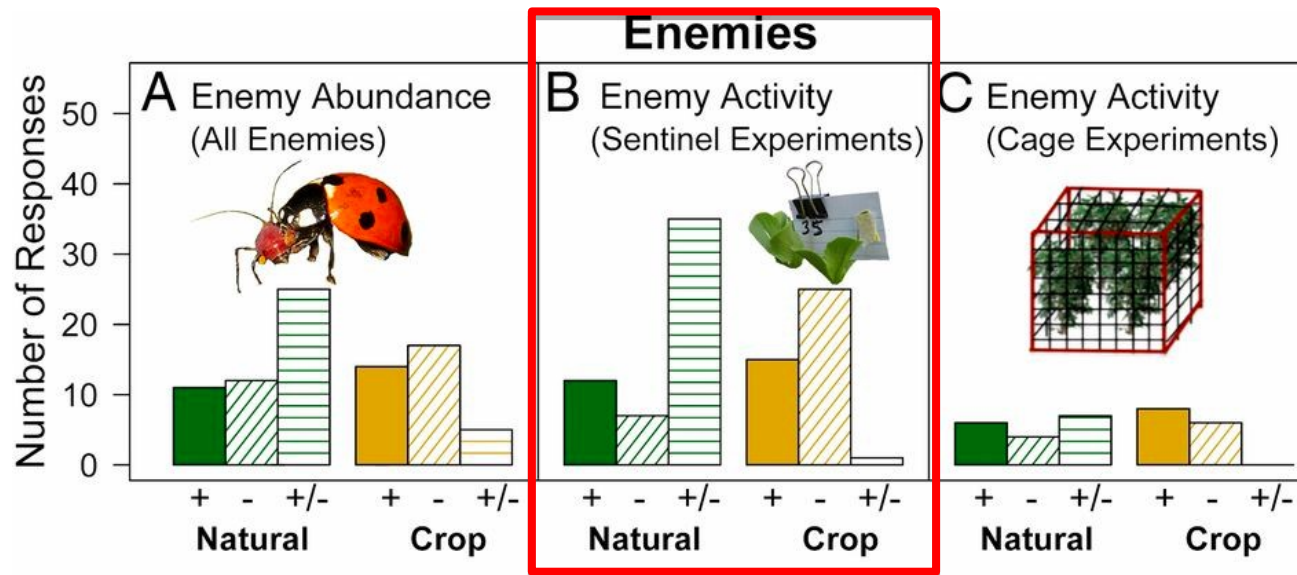 Enemies
Number of Responses
50
40
30
20
10
0
A Enemy Abundance
(All Enemies)
+ - +/- + - +/-
Natural Crop
B Enemy Activity
(Sentinel Experiments)
35
+ - +/- + - +/-
Natural Crop
C Enemy Activity
(Cage Experiments)
+ - +/- + - +/-
Natural Crop